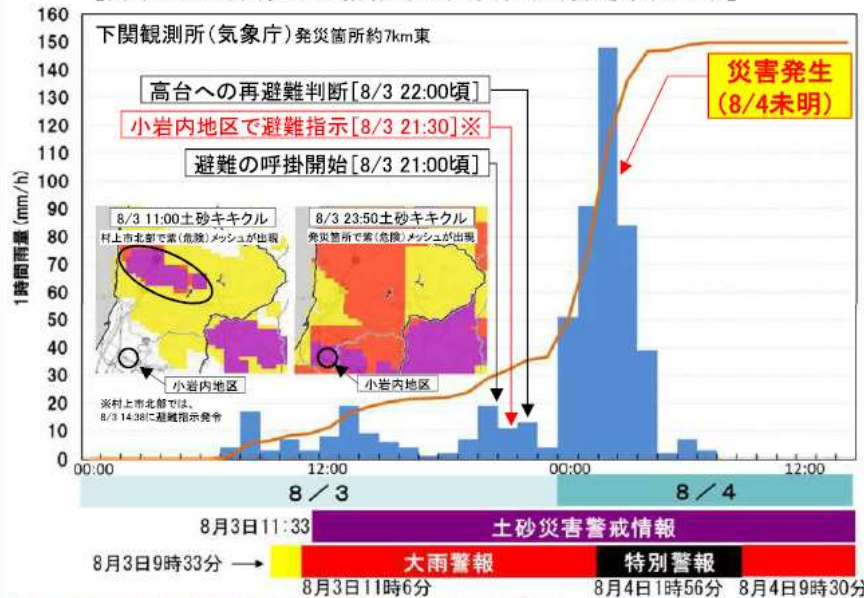 下関観測所(気象庁)発災箇所約7km東
高台への再避難判断[8/3 22:00頃]
小岩内地区で避難指示[8/3 21:30]※
避難の呼掛開始[8/3 21:00頃]
災害発生
(8/4未明)
8/3 11:00土砂キキクル
村上市北部で紫(危険)メッシュが出現
8/3 23:50土砂キキクル
発災箇所で紫(危険)メッシュが出現
小岩内地区
小岩内地区
※村上市北部では、
8/3 14:38に避難指示発令
1時間雨量(mm/h)
160
150
140
130
120
110
100
90
80
70
60
50
40
30
20
10
0
00:00
12:00
00:00
12:00
8/3
8/4
8月3日11:33
土砂災害警戒情報
8月3日9時33分 →
大雨警報
特別警報
8月3日11時6分
8月4日1時56分
8月4日9時30分